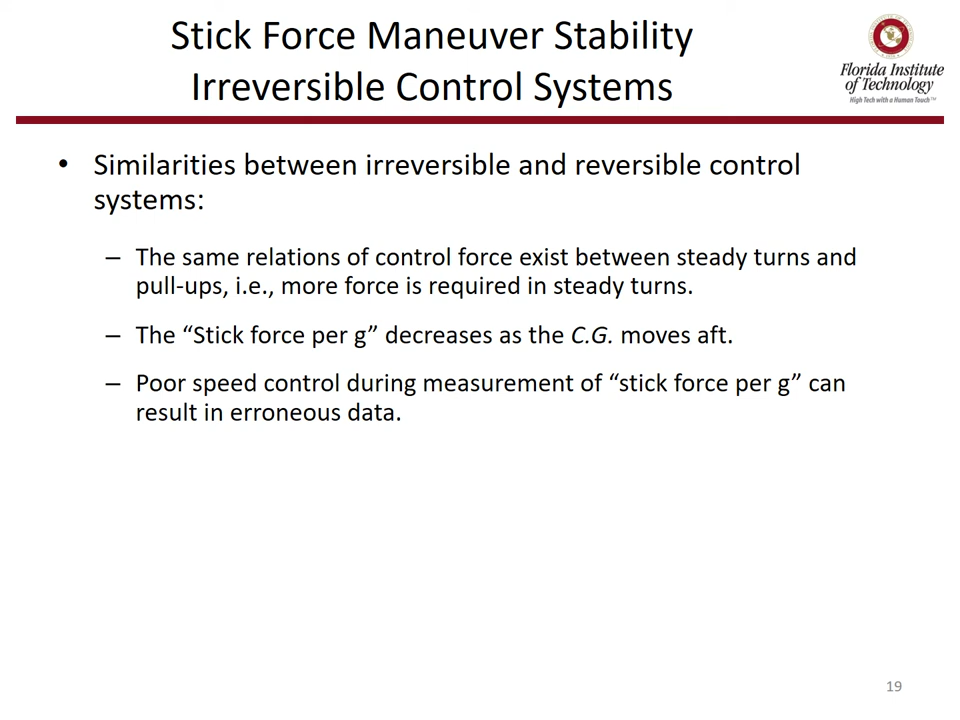 Stick Force Maneuver Stability
Irreversible Control Systems
Florida Institute
of Technology
High Tech with a Human Touch™
• Similarities between irreversible and reversible control
systems:
– The same relations of control force exist between steady turns and
pull-ups, i.e., more force is required in steady turns.
– The “Stick force per g” decreases as the C.G. moves aft.
– Poor speed control during measurement of “stick force per g” can
result in erroneous data.
19